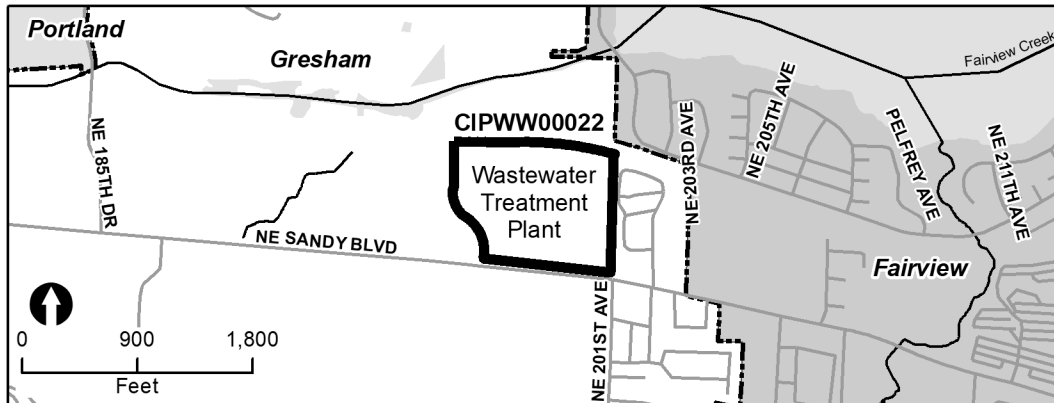 Portland
Gresham
Fairview Creek
CIPWW00022
NE 185TH DR
Wastewater
Treatment
Plant
NE 203RD AVE
NE 205TH AVE
PELFREY AVE
NE 211TH AVE
NE SANDY BLVD
Fairview
NE 201ST AVE
0 900 1,800
Feet